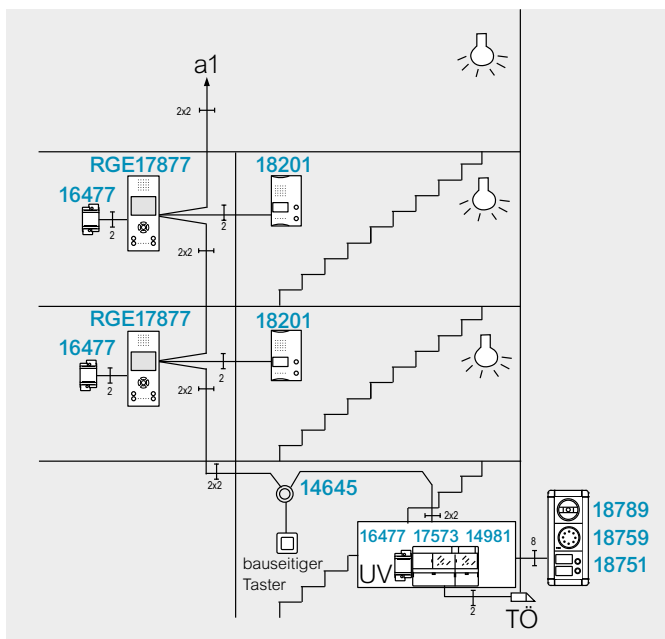 a1
2x2
RGE17877
18201
16477
2
2
2x2
RGE17877
18201
16477
2
2
2x2
2x2
14645
2x2
18789
16477 17573 14981
8
18759
bauseitiger
Taster
UV
18751
2
TÖ